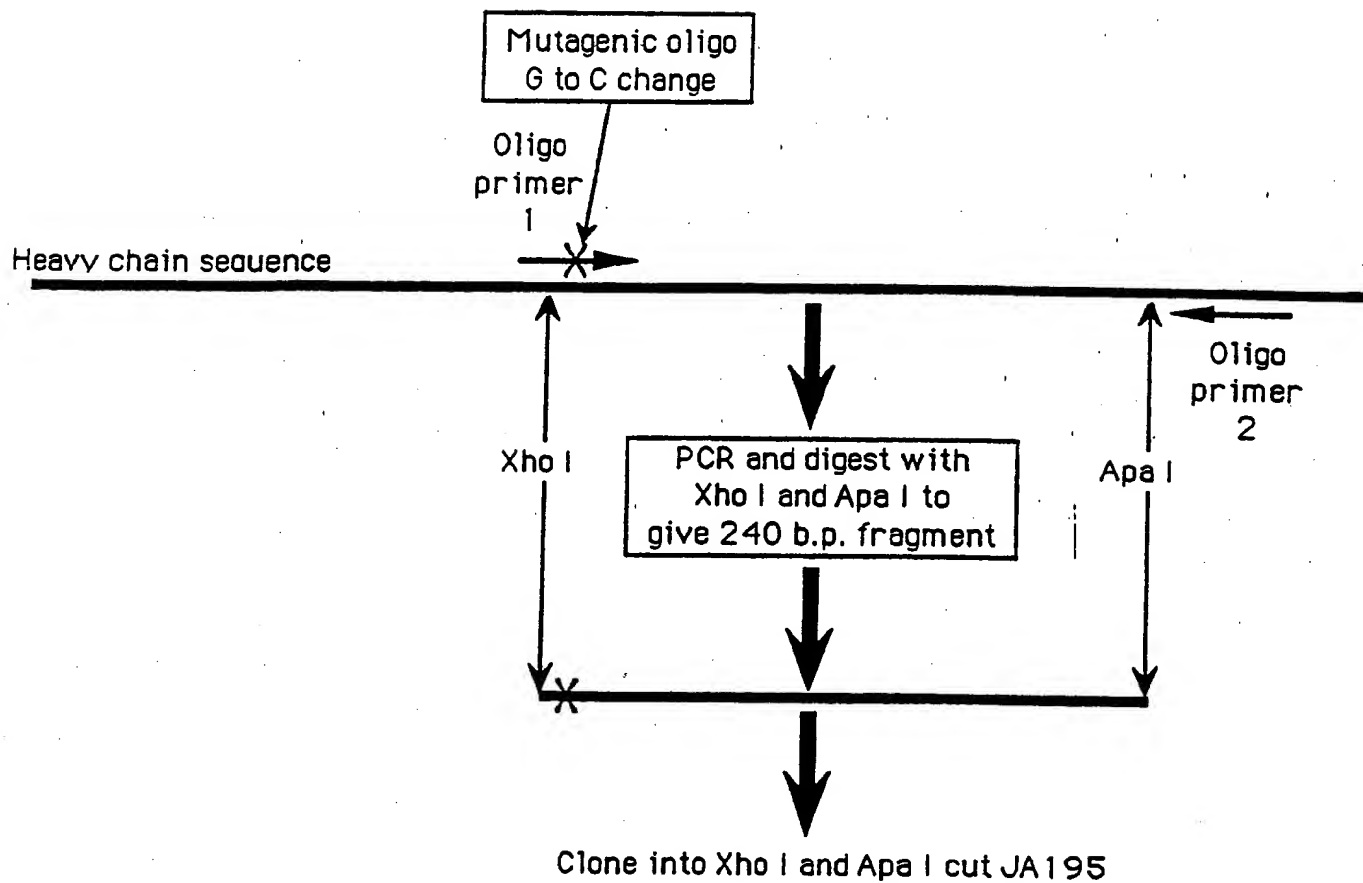 Mutagenic oligo
G to C change
Oligo
primer
1
Heavy chain sequence
Oligo
primer
2
Xho I
PCR and digest with
Xho I and Apa I to
give 240 b.p. fragment
Apa I
Clone into Xho I and Apa I cut JA195